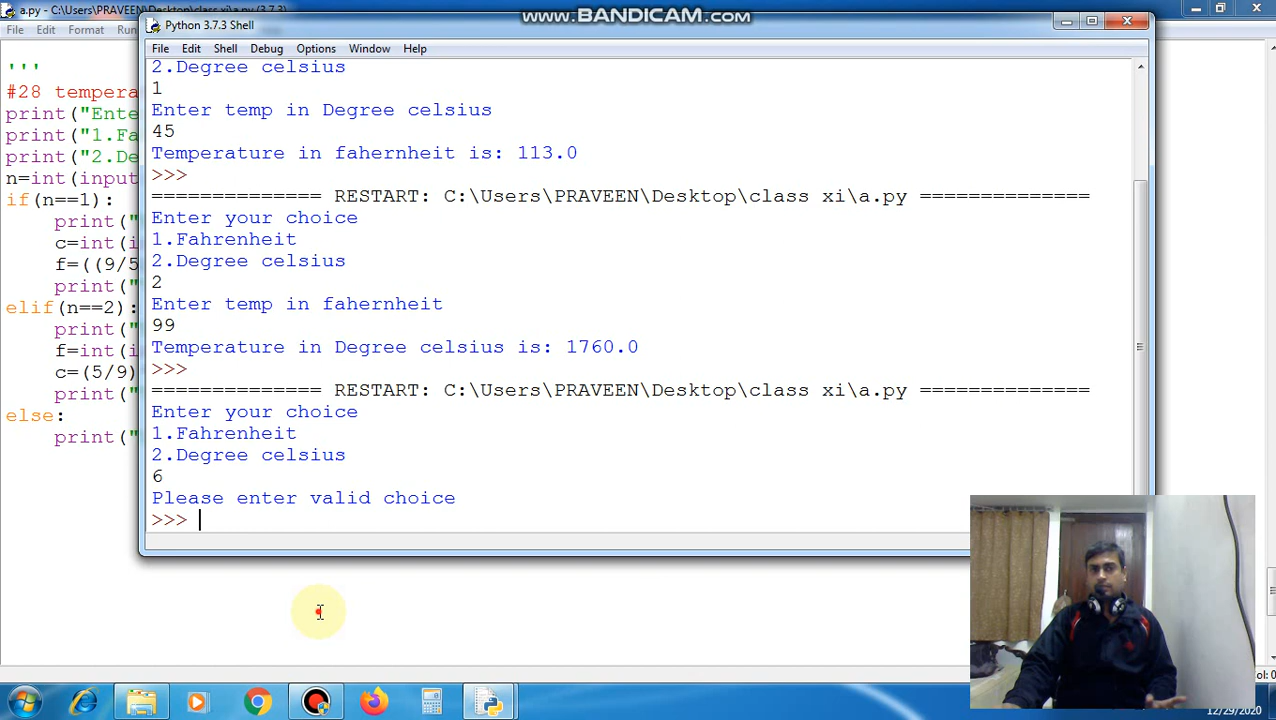 a.py - C:\Users\PRAVEEN\Desktop\class xi\a.py (3.7.3)
www.BANDICAM.com
Python 3.7.3 Shell
File Edit Format Run
File Edit Shell Debug Options Window Help
'''
#28 tempera
print("Ente
print("1.Fa
print("2.De
n=int(input
if(n==1):
print("
c=int(i
f=((9/5
print("
elif(n==2):
print("
f=int(i
c=(5/9)
print("
else:
print("
2.Degree celsius
1
Enter temp in Degree celsius
45
Temperature in fahernheit is: 113.0
>>>
============= RESTART: C:\Users\PRAVEEN\Desktop\class xi\a.py ==============
Enter your choice
1.Fahrenheit
2.Degree celsius
2
Enter temp in fahernheit
99
Temperature in Degree celsius is: 1760.0
>>>
============= RESTART: C:\Users\PRAVEEN\Desktop\class xi\a.py ==============
Enter your choice
1.Fahrenheit
2.Degree celsius
6
Please enter valid choice
>>>
ol: 0
12/29/2020